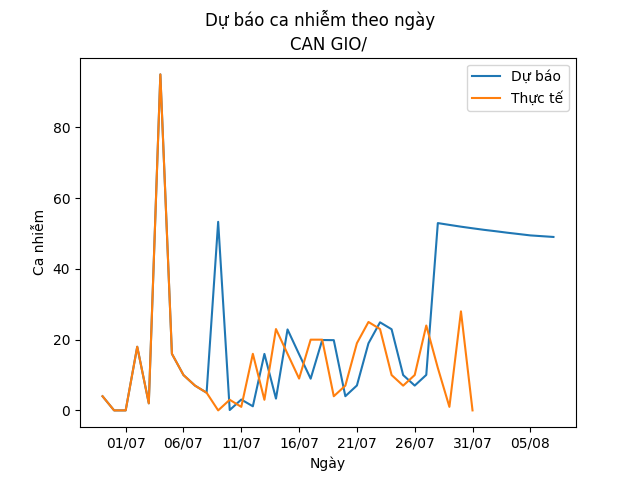 Dự báo ca nhiễm theo ngày
CAN GIO/
Dự báo
Thực tế
Ca nhiễm
80
60
40
20
0
01/07 06/07 11/07 16/07 21/07 26/07 31/07 05/08
Ngày